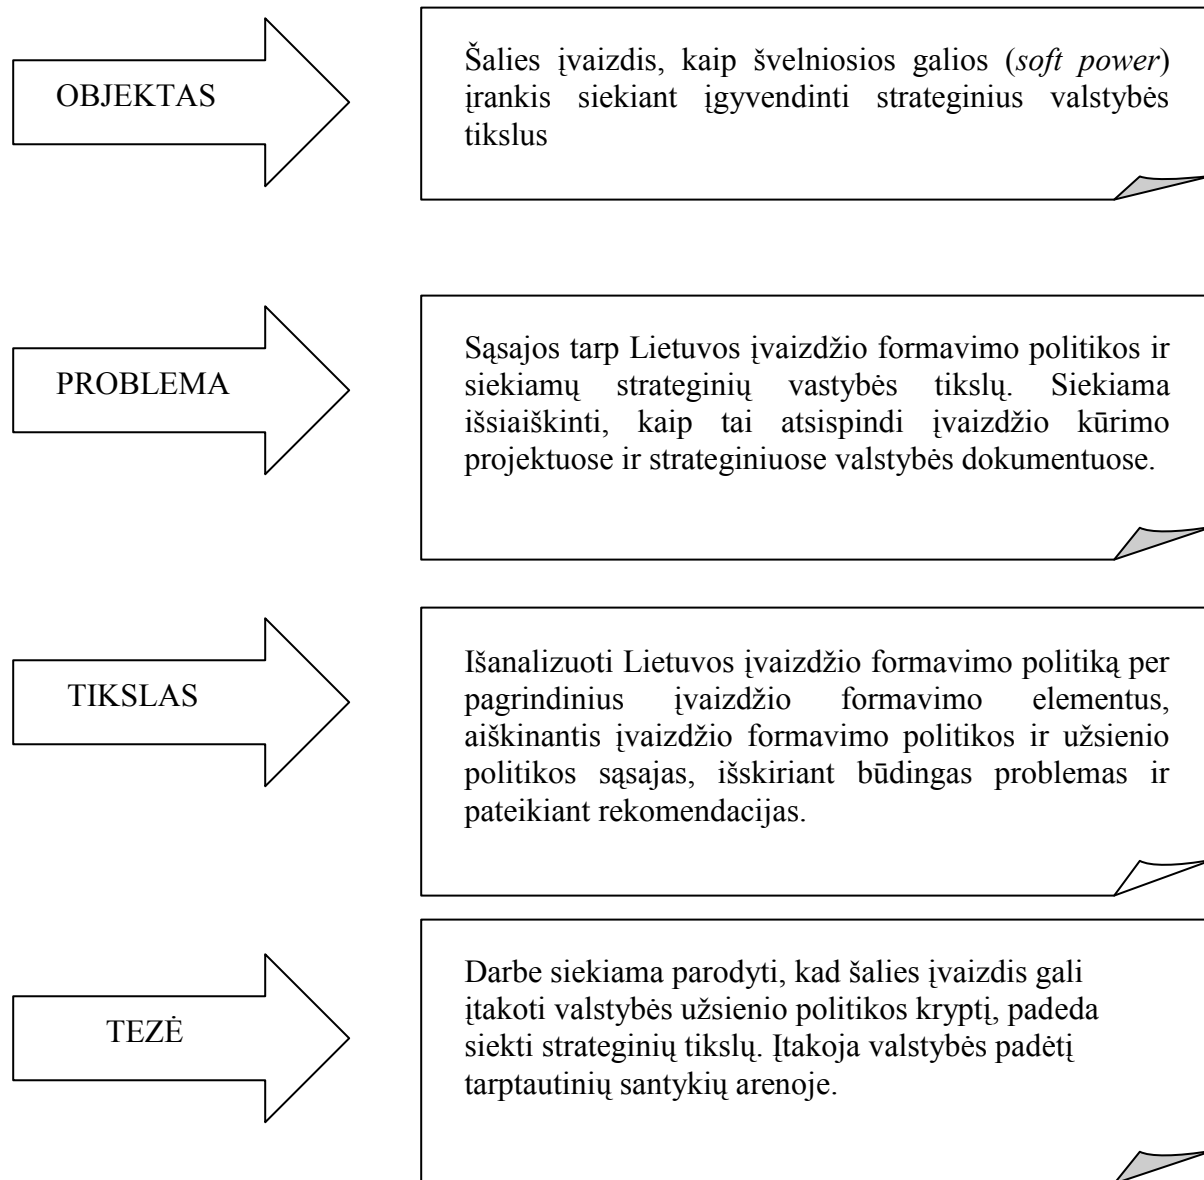 OBJEKTAS
Šalies įvaizdis, kaip švelniosios galios (soft power)
įrankis siekiant įgyvendinti strateginius valstybės
tikslus
PROBLEMA
Sąsajos tarp Lietuvos įvaizdžio formavimo politikos ir
siekiamų strateginių vastybės tikslų. Siekiama
išsiaiškinti, kaip tai atsispindi įvaizdžio kūrimo
projektuose ir strateginiuose valstybės dokumentuose.
TIKSLAS
Išanalizuoti Lietuvos įvaizdžio formavimo politiką per
pagrindinius įvaizdžio formavimo elementus,
aiškinantis įvaizdžio formavimo politikos ir užsienio
politikos sąsajas, išskiriant būdingas problemas ir
pateikiant rekomendacijas.
TEZĖ
Darbe siekiama parodyti, kad šalies įvaizdis gali
įtakoti valstybės užsienio politikos kryptį, padeda
siekti strateginių tikslų. Įtakoja valstybės padėtį
tarptautinių santykių arenoje.